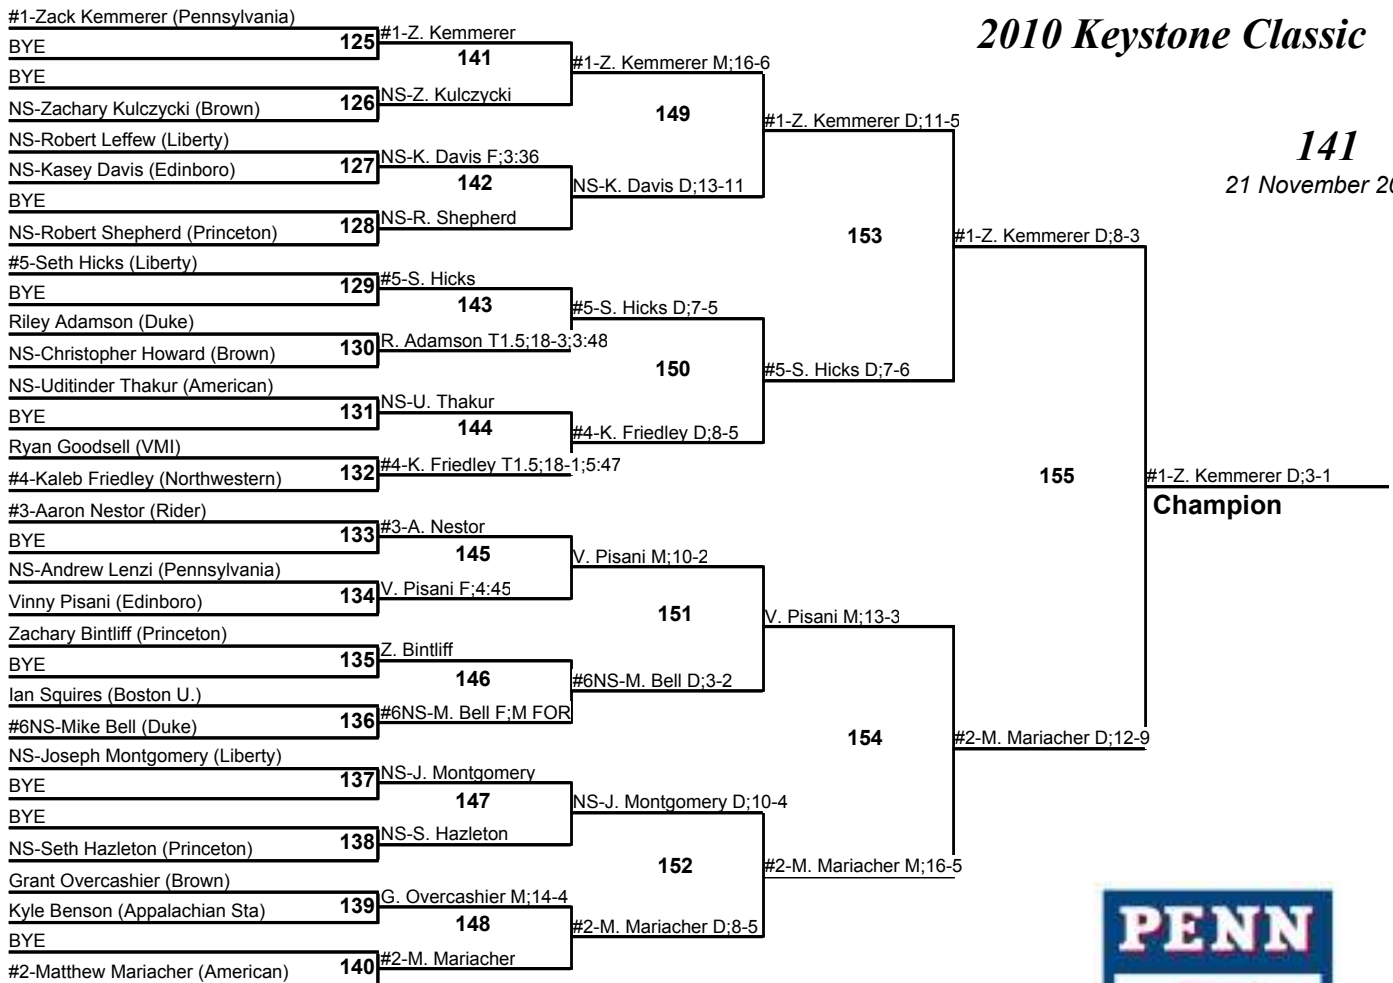 2010 Keystone Classic
141
21 November 20
#1-Zack Kemmerer (Pennsylvania)
BYE
125
BYE
NS-Zachary Kulczycki (Brown)
126
NS-Robert Leffew (Liberty)
NS-Kasey Davis (Edinboro)
127
BYE
NS-Robert Shepherd (Princeton)
128
#5-Seth Hicks (Liberty)
BYE
129
Riley Adamson (Duke)
NS-Christopher Howard (Brown)
130
NS-Uditinder Thakur (American)
BYE
131
Ryan Goodsell (VMI)
#4-Kaleb Friedley (Northwestern)
132
#3-Aaron Nestor (Rider)
BYE
133
NS-Andrew Lenzi (Pennsylvania)
Vinny Pisani (Edinboro)
134
Zachary Bintliff (Princeton)
BYE
135
Ian Squires (Boston U.)
#6NS-Mike Bell (Duke)
136
NS-Joseph Montgomery (Liberty)
BYE
137
BYE
NS-Seth Hazleton (Princeton)
138
Grant Overcashier (Brown)
Kyle Benson (Appalachian Sta)
139
BYE
#2-Matthew Mariacher (American)
140
#1-Z. Kemmerer
141
NS-Z. Kulczycki
NS-K. Davis F;3:36
142
NS-R. Shepherd
#5-S. Hicks
143
R. Adamson T1.5;18-3;3:48
NS-U. Thakur
144
#4-K. Friedley T1.5;18-1;5:47
#3-A. Nestor
145
V. Pisani F;4:45
Z. Bintliff
146
#6NS-M. Bell F;M FOR
NS-J. Montgomery
147
NS-S. Hazleton
G. Overcashier M;14-4
148
#2-M. Mariacher
#1-Z. Kemmerer M;16-6
149
NS-K. Davis D;13-11
#5-S. Hicks D;7-5
150
#4-K. Friedley D;8-5
V. Pisani M;10-2
151
#6NS-M. Bell D;3-2
NS-J. Montgomery D;10-4
152
#2-M. Mariacher D;8-5
#1-Z. Kemmerer D;11-5
153
#5-S. Hicks D;7-6
V. Pisani M;13-3
154
#2-M. Mariacher M;16-5
#1-Z. Kemmerer D;8-3
155
#2-M. Mariacher D;12-9
#1-Z. Kemmerer D;3-1
Champion
PENN